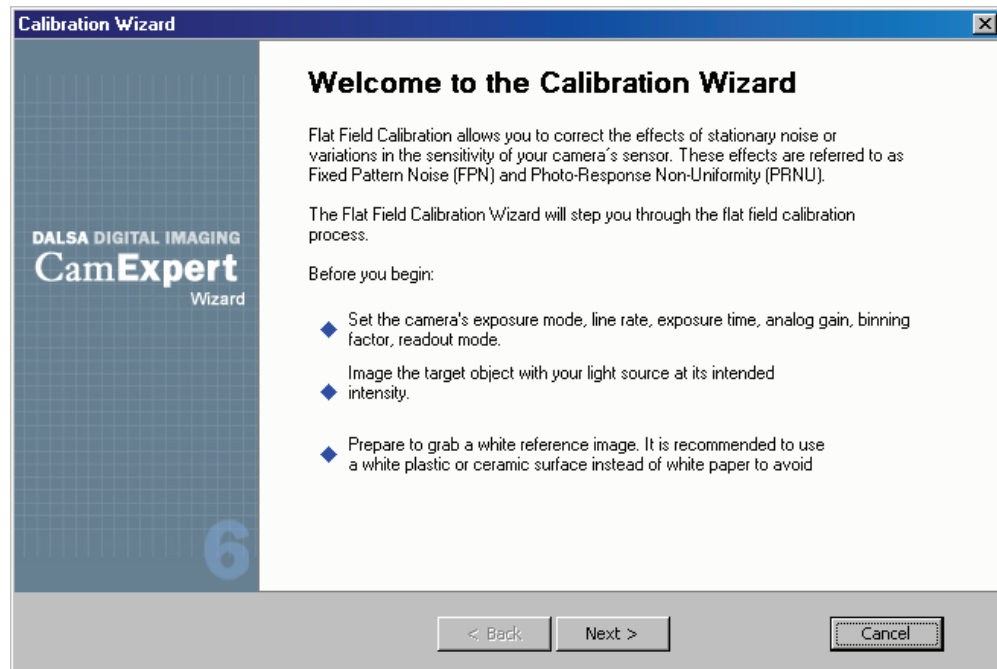 Calibration Wizard
Welcome to the Calibration Wizard
Flat Field Calibration allows you to correct the effects of stationary noise or
variations in the sensitivity of your camera´s sensor. These effects are referred to as
Fixed Pattern Noise (FPN) and Photo-Response Non-Uniformity (PRNU).
The Flat Field Calibration Wizard will step you through the flat field calibration
process.
DALSA DIGITAL IMAGING
CamExpert
Wizard
Before you begin:
Set the camera's exposure mode, line rate, exposure time, analog gain, binning
factor, readout mode.
Image the target object with your light source at its intended
intensity.
Prepare to grab a white reference image. It is recommended to use
a white plastic or ceramic surface instead of white paper to avoid
6
< Back
Next >
Cancel